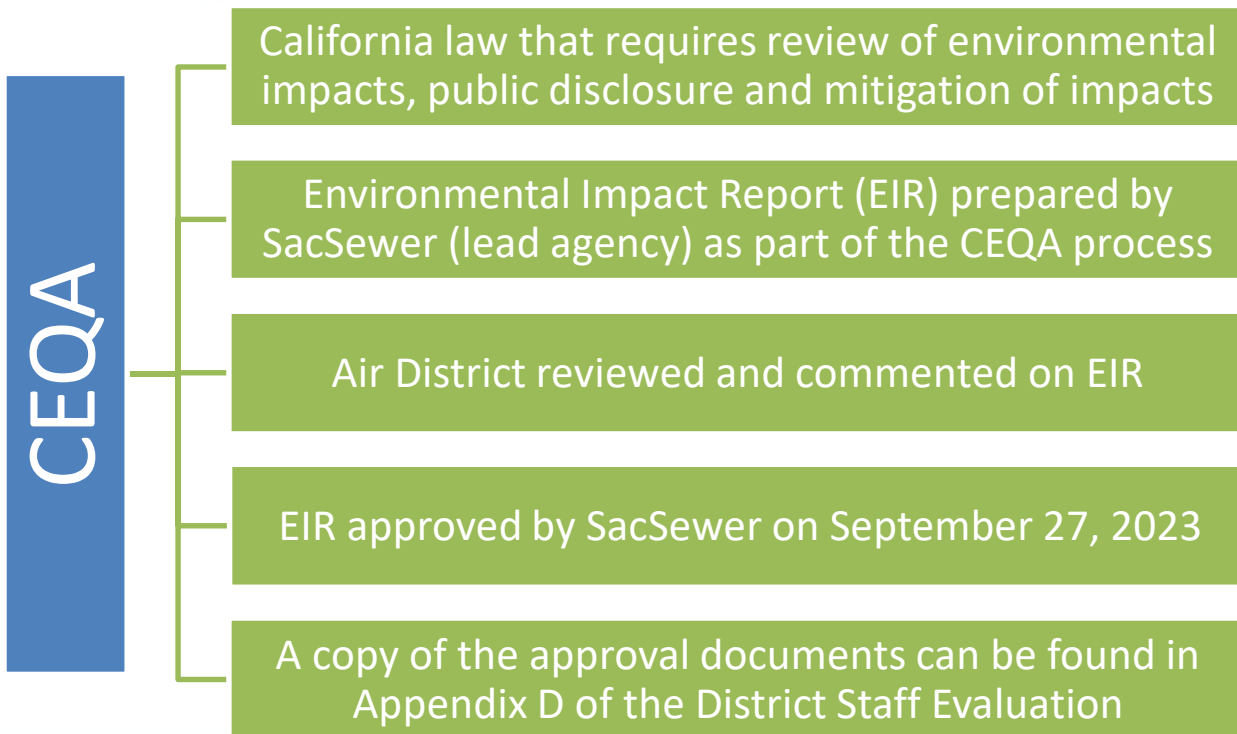 CEQA
California law that requires review of environmental
impacts, public disclosure and mitigation of impacts
Environmental Impact Report (EIR) prepared by
SacSewer (lead agency) as part of the CEQA process
Air District reviewed and commented on EIR
EIR approved by SacSewer on September 27, 2023
A copy of the approval documents can be found in
Appendix D of the District Staff Evaluation